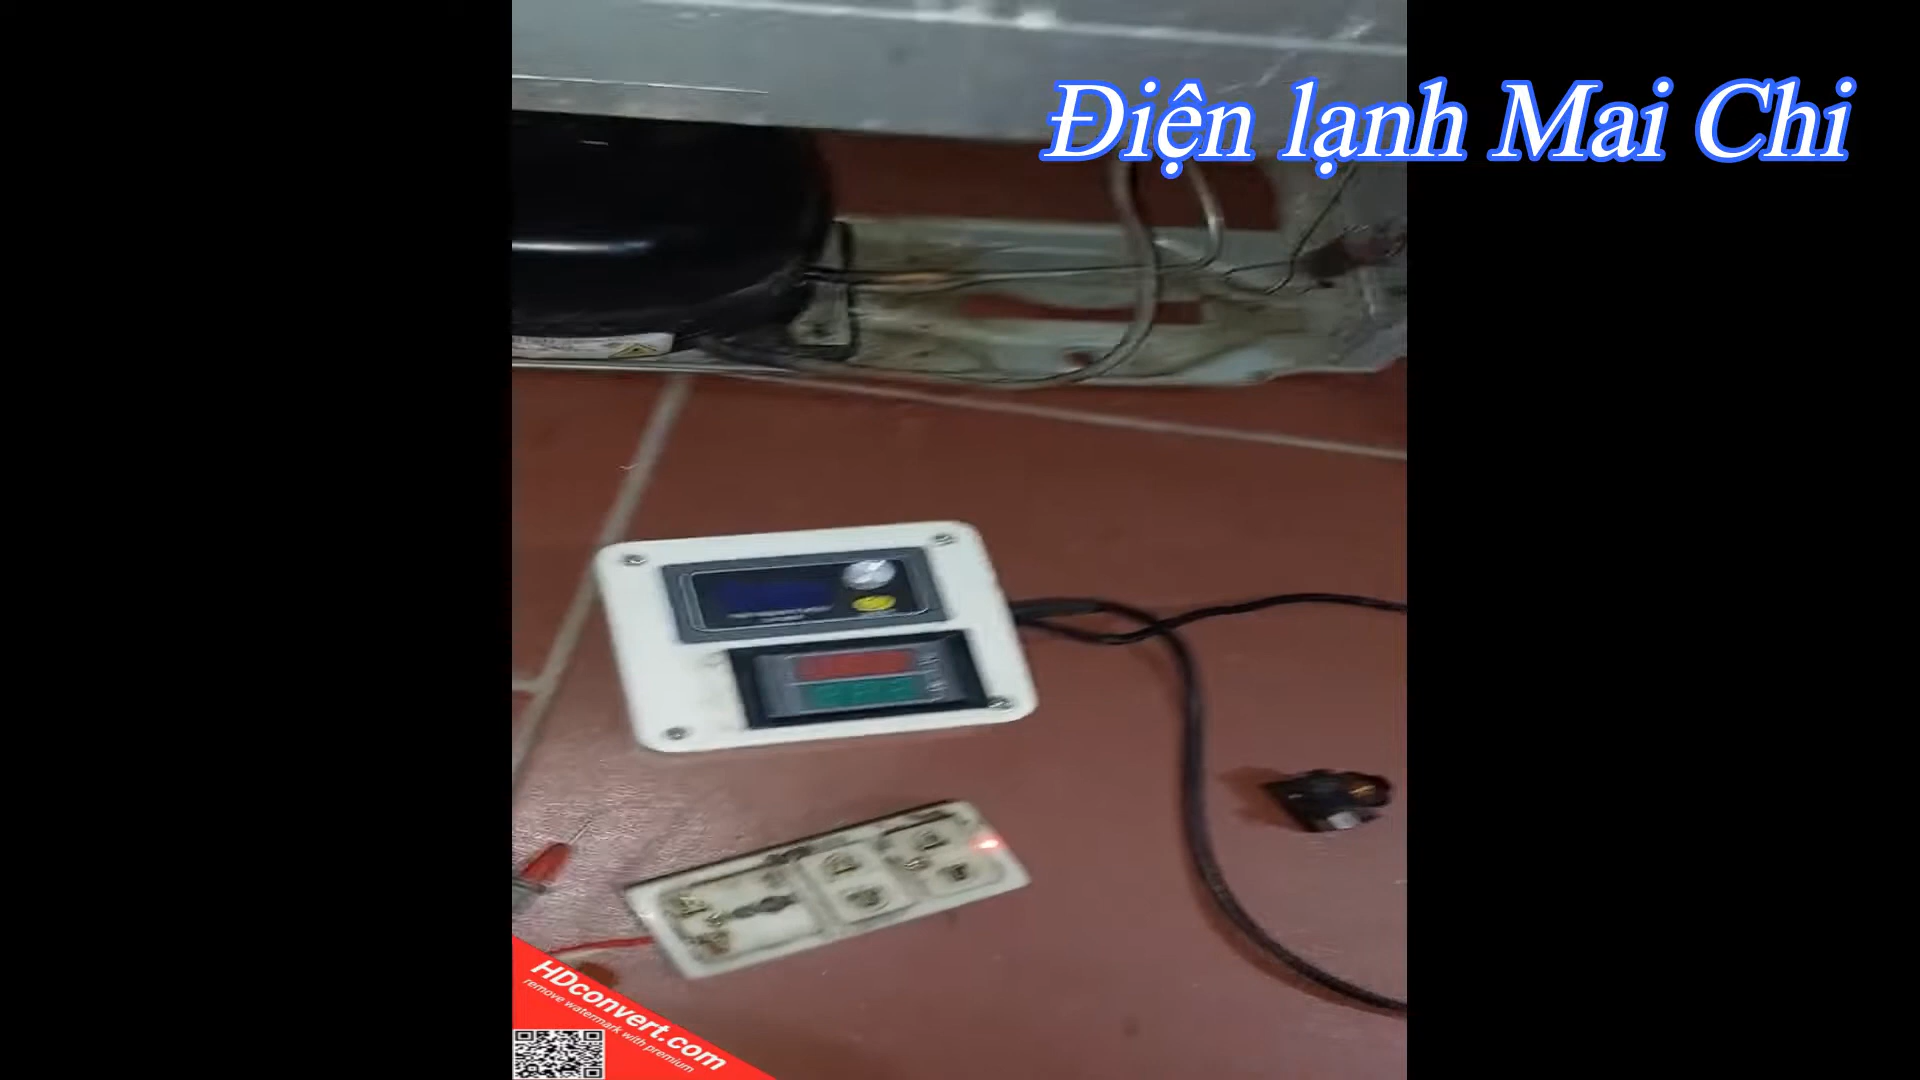 Điện lạnh Mai Chi
HDconvert.com
remove watermark with premium